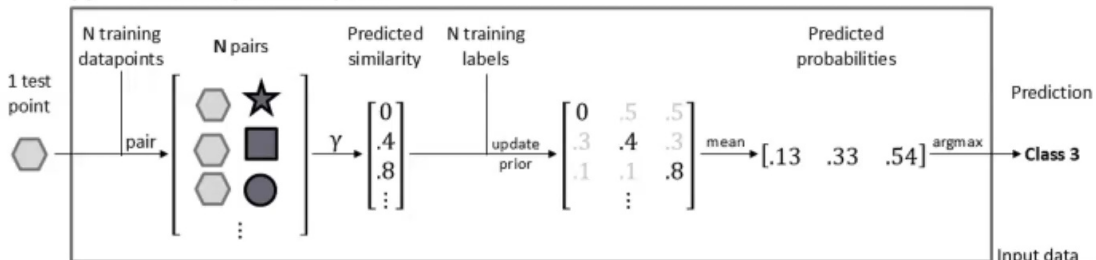 N training
datapoints
N pairs
Predicted
similarity
N training
labels
Predicted
probabilities
1 test
point
Prediction
pair
γ
0
.4
.8
⋮
update
prior
0 .5 .5
.3 .4 .3
.1 .1 .8
⋮
mean
[.13 .33 .54]
argmax
Class 3
⋮
Input data